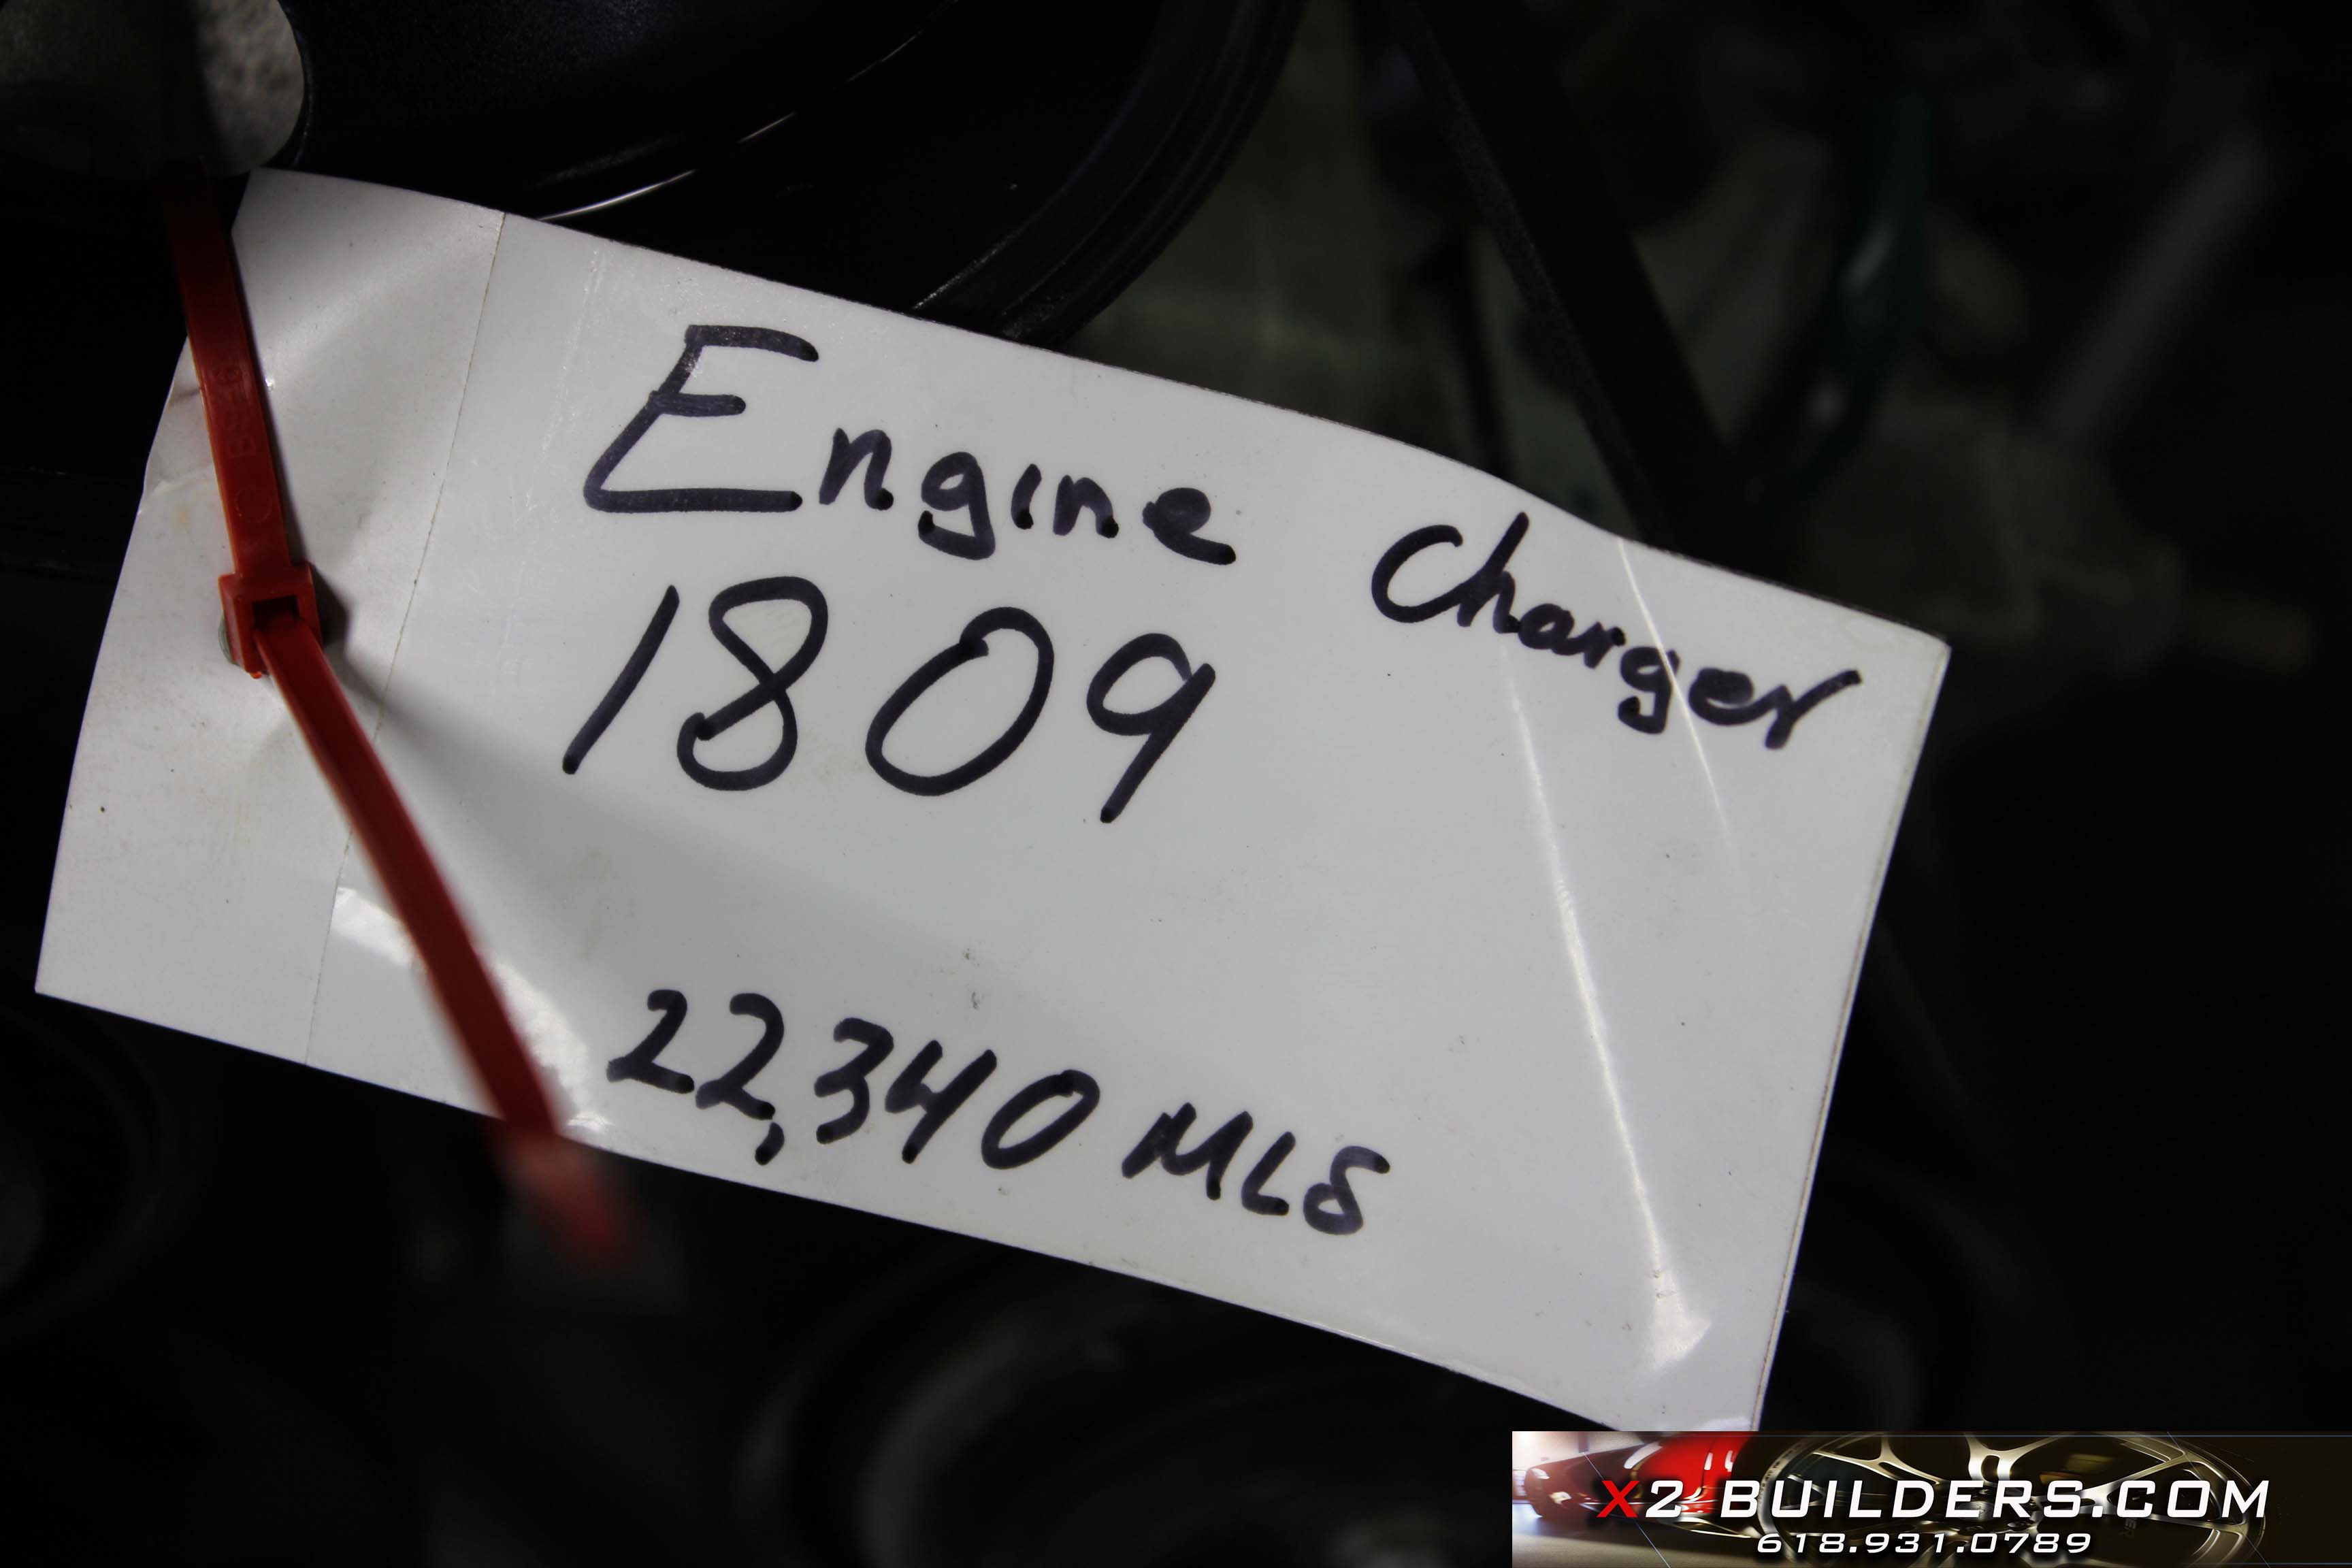 Engine Charger
1809
22,340 MLS
X2 BUILDERS.COM
618.931.0789